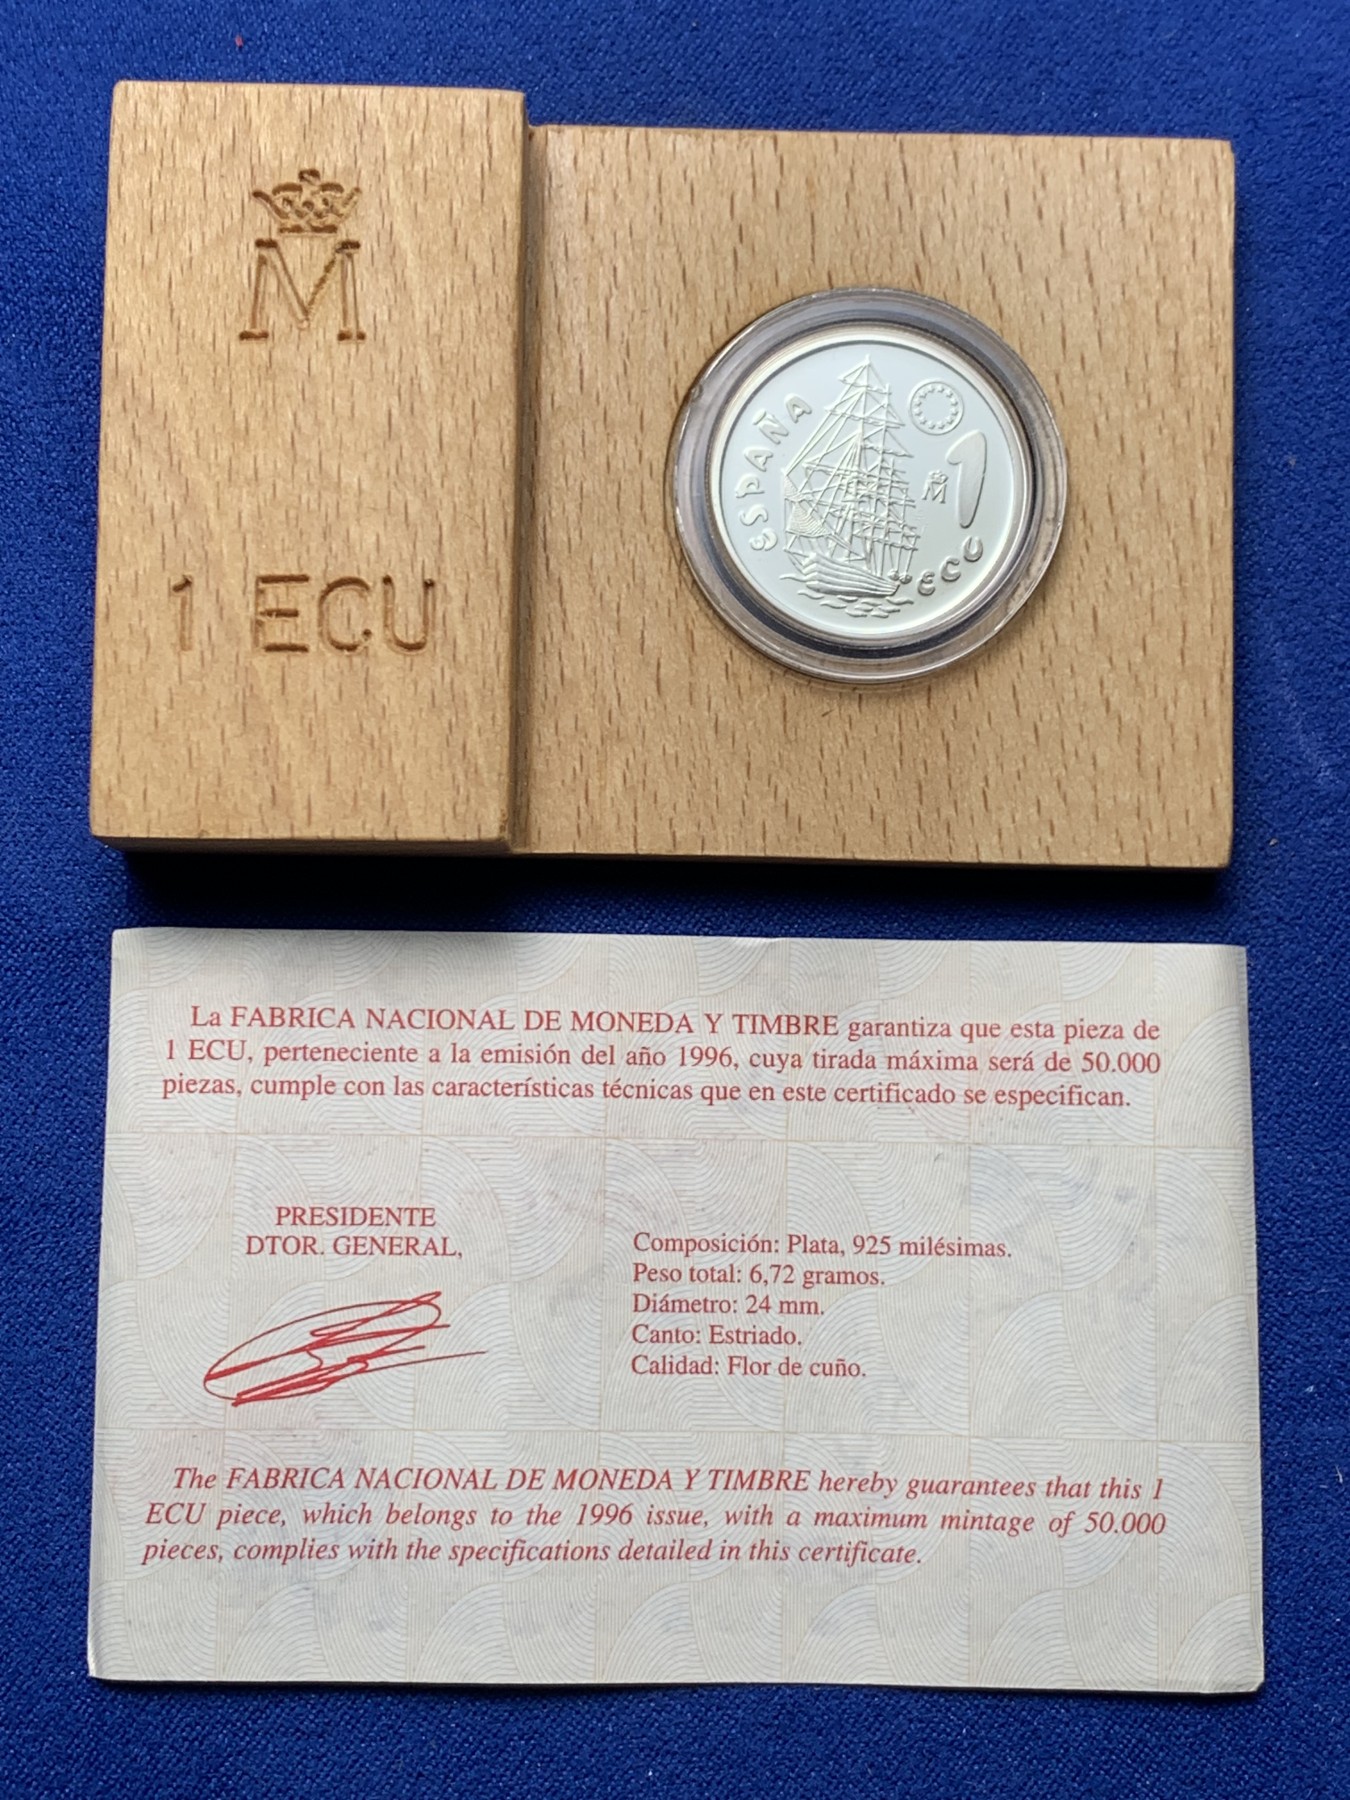 M
1 ECU
ESPAÑA
M
1
ECU
La FABRICA NACIONAL DE MONEDA Y TIMBRE garantiza que esta pieza de
1 ECU, perteneciente a la emisión del año 1996, cuya tirada máxima será de 50.000
piezas, cumple con las características técnicas que en este certificado se especifican.
PRESIDENTE
DTOR. GENERAL,
Composición: Plata, 925 milésimas.
Peso total: 6,72 gramos.
Diámetro: 24 mm.
Canto: Estriado.
Calidad: Flor de cuño.
The FABRICA NACIONAL DE MONEDA Y TIMBRE hereby guarantees that this 1
ECU piece, which belongs to the 1996 issue, with a maximum mintage of 50.000
pieces, complies with the specifications detailed in this certificate.